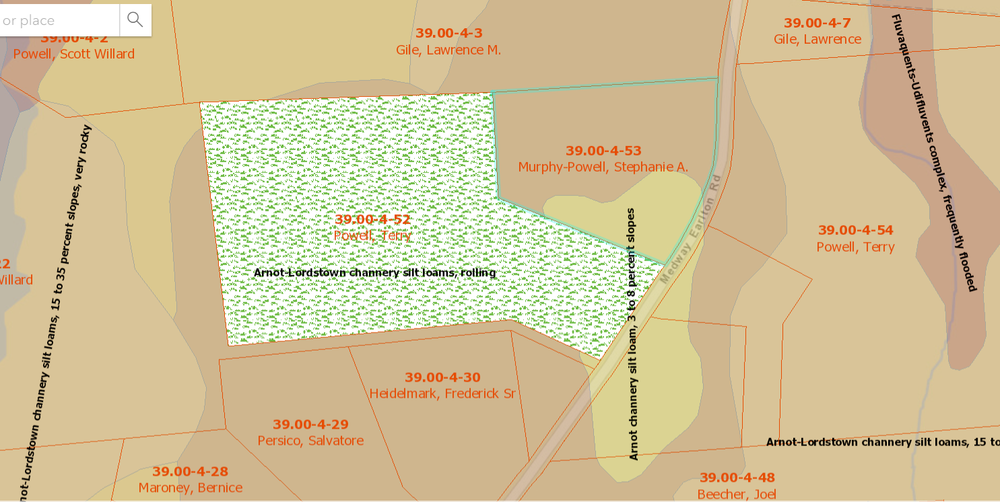 or place
39.00-4-2
Powell, Scott Willard
39.00-4-3
Gile, Lawrence M.
39.00-4-7
Gile, Lawrence
Fluvaquents-Udifluvents complex, frequently flooded
39.00-4-53
Murphy-Powell, Stephanie A.
Medway Earlton Rd
39.00-4-52
Powell, Terry
Arnot-Lordstown channery silt loams, rolling
39.00-4-54
Powell, Terry
22
Willard
not-Lordstown channery silt loams, 15 to 35 percent slopes, very rocky
Arnot channery silt loam, 3 to 8 percent slopes
39.00-4-30
Heidelmark, Frederick Sr
39.00-4-29
Persico, Salvatore
Arnot-Lordstown channery silt loams, 15 to
39.00-4-28
Maroney, Bernice
39.00-4-48
Beecher, Joel